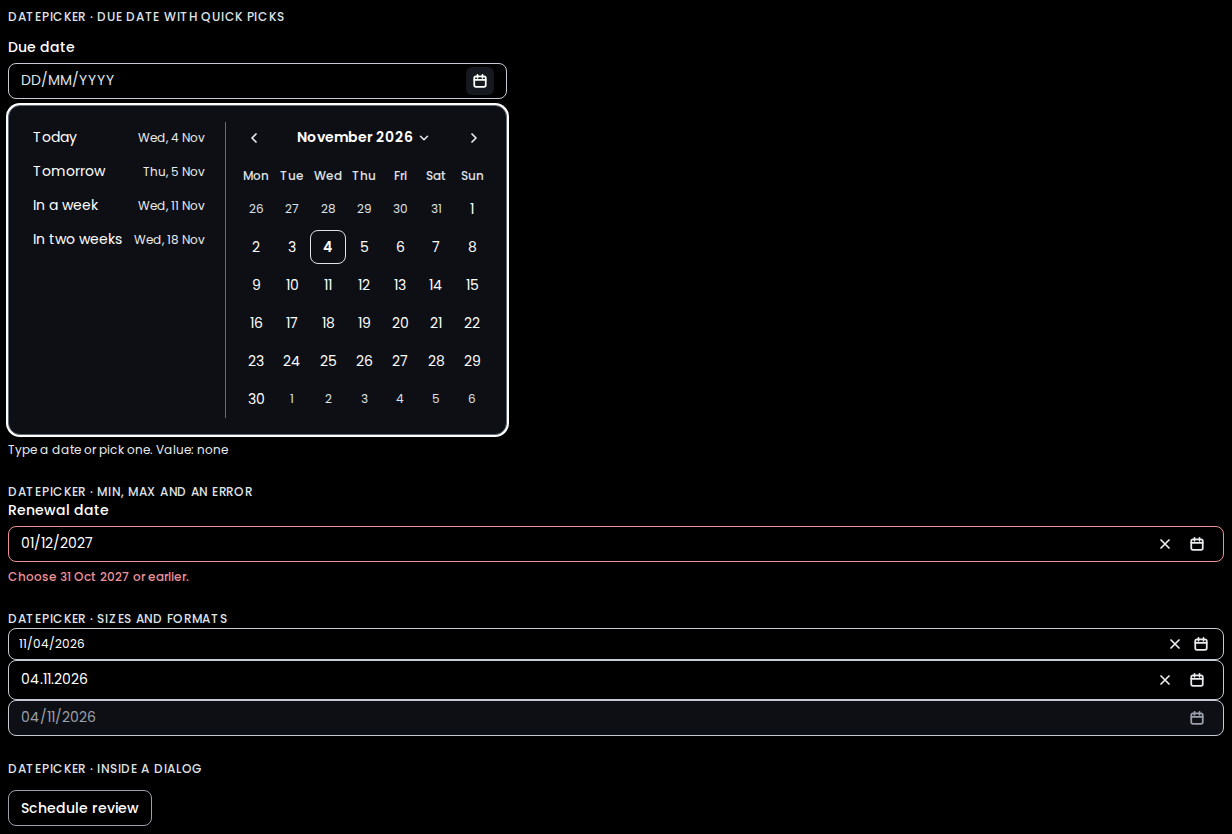 DATEPICKER · DUE DATE WITH QUICK PICKS
Due date
DD/MM/YYYY
Today Wed, 4 Nov
Tomorrow Thu, 5 Nov
In a week Wed, 11 Nov
In two weeks Wed, 18 Nov
November 2026
Mon Tue Wed Thu Fri Sat Sun
26 27 28 29 30 31 1
2 3 4 5 6 7 8
9 10 11 12 13 14 15
16 17 18 19 20 21 22
23 24 25 26 27 28 29
30 1 2 3 4 5 6
Type a date or pick one. Value: none
DATEPICKER · MIN, MAX AND AN ERROR
Renewal date
01/12/2027
Choose 31 Oct 2027 or earlier.
DATEPICKER · SIZES AND FORMATS
11/04/2026
04.11.2026
04/11/2026
DATEPICKER · INSIDE A DIALOG
Schedule review